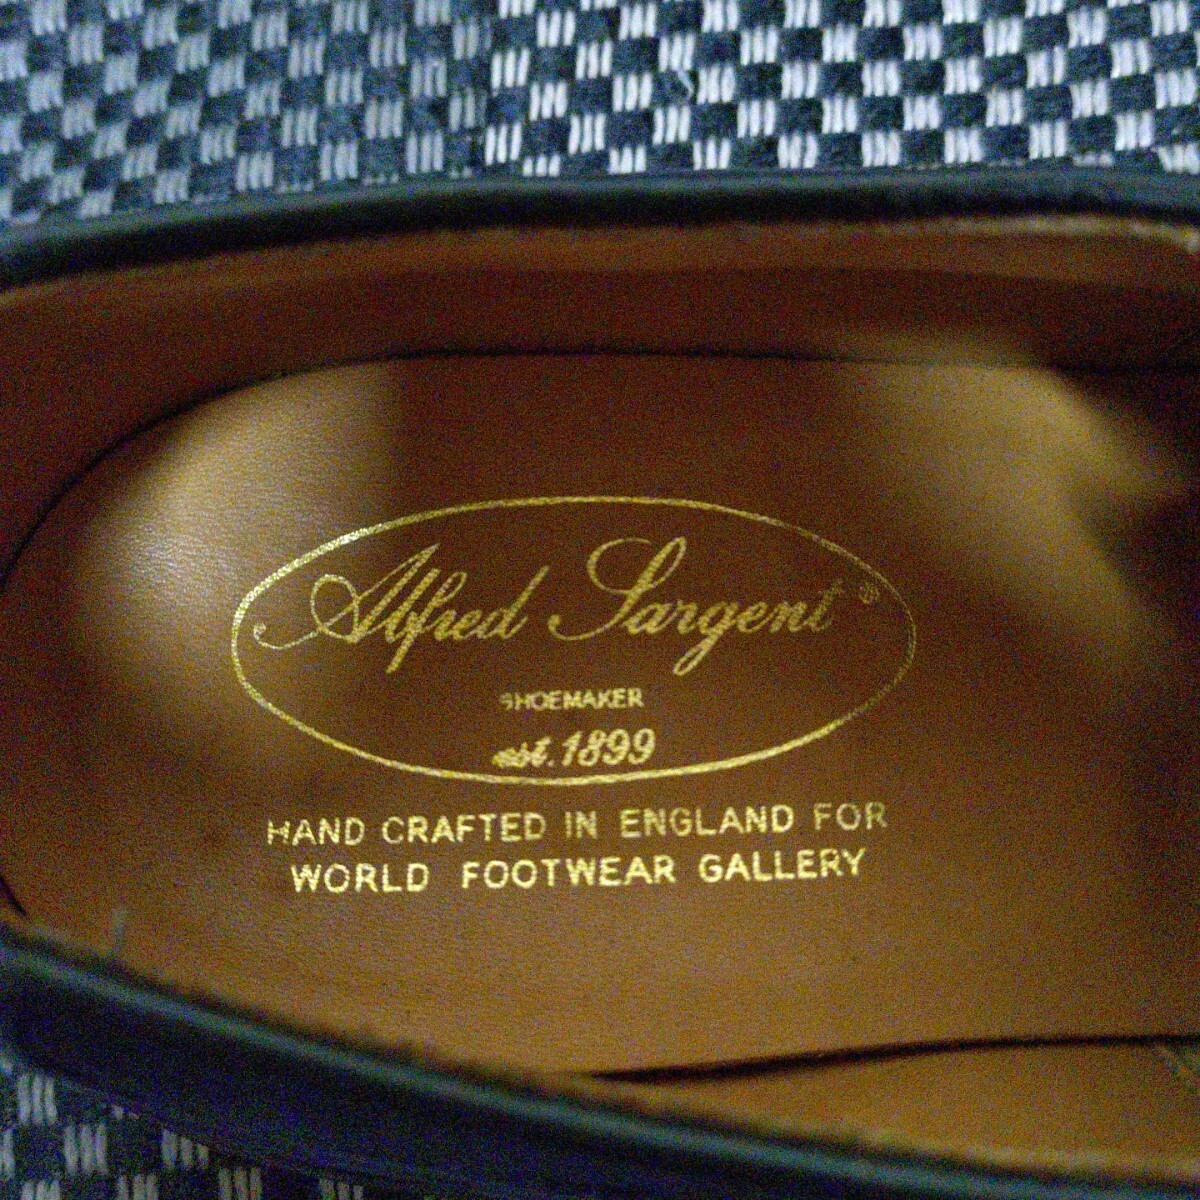 Alfred Sargent®
SHOEMAKER
est.1899
HAND CRAFTED IN ENGLAND FOR
WORLD FOOTWEAR GALLERY